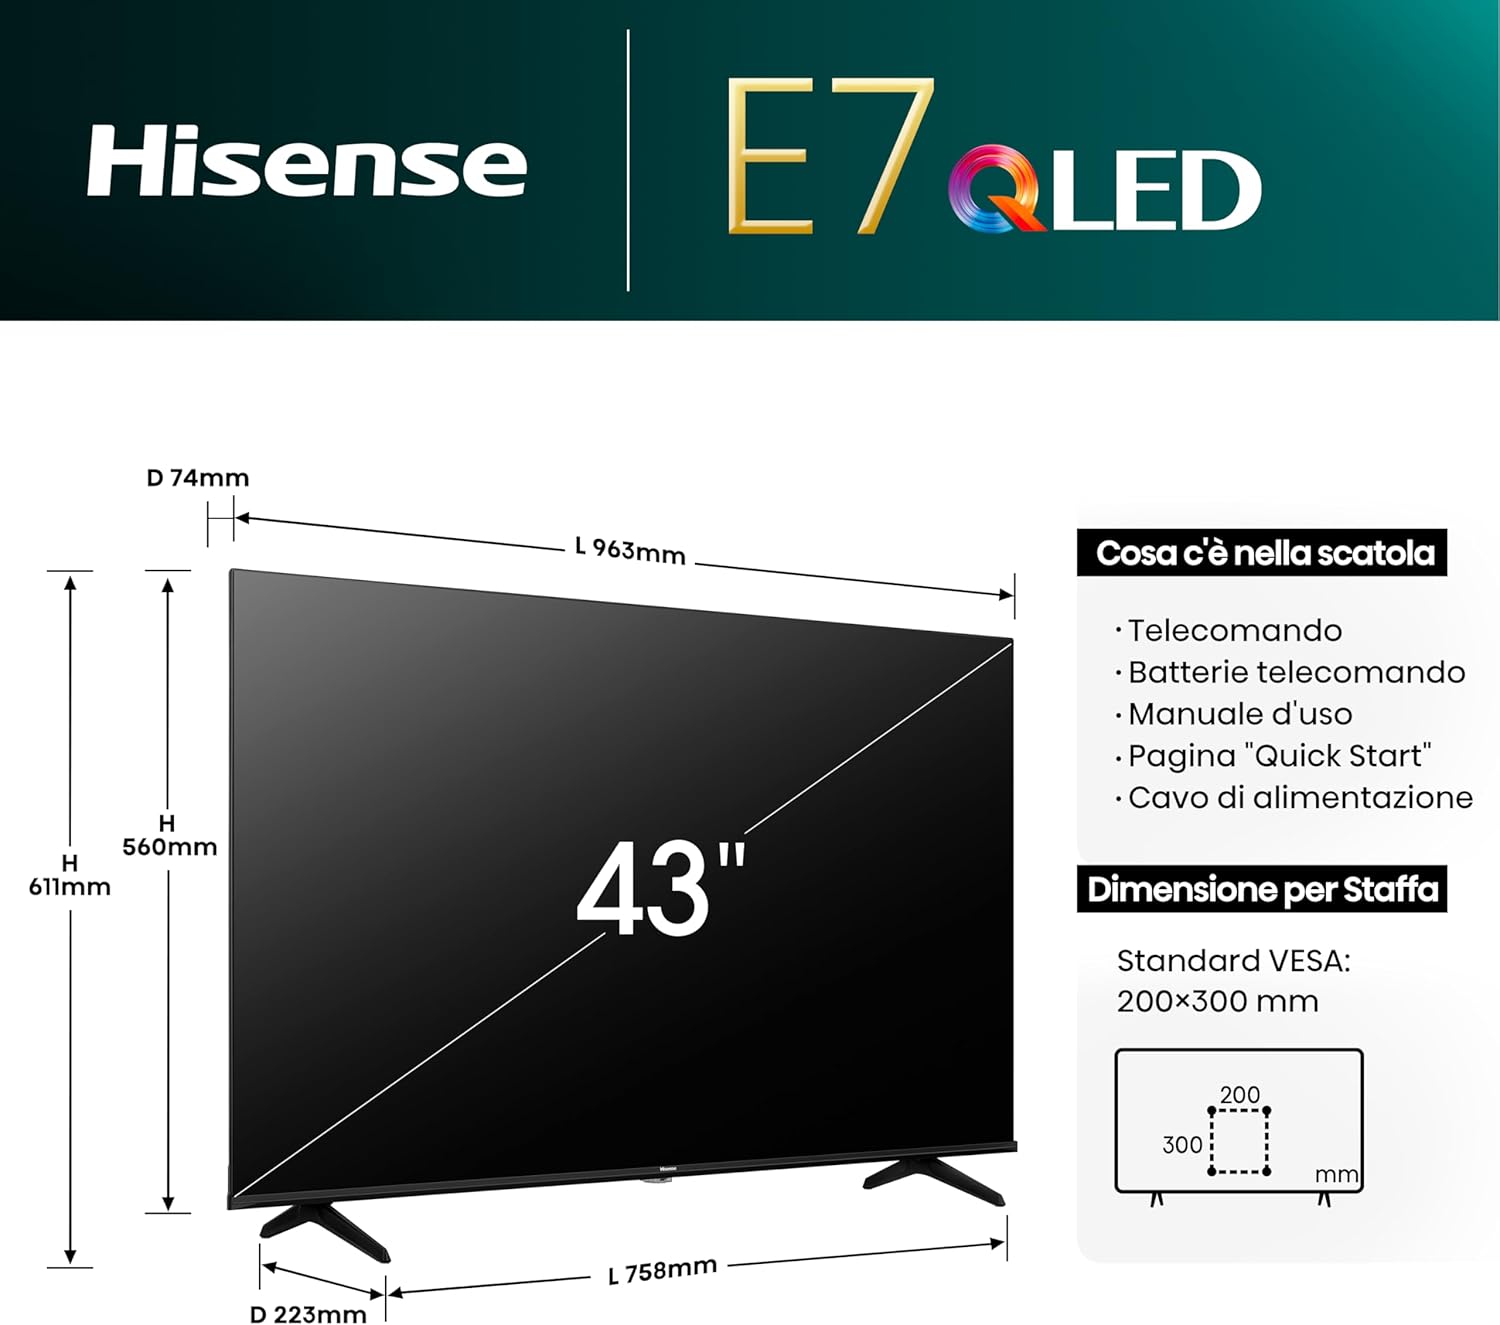 Hisense
E7 QLED
D 74mm
L 963mm
H
560mm
H
611mm
43"
Hisense
L 758mm
D 223mm
Cosa c'è nella scatola
· Telecomando
· Batterie telecomando
· Manuale d'uso
· Pagina "Quick Start"
· Cavo di alimentazione
Dimensione per Staffa
Standard VESA:
200×300 mm
200
300
mm